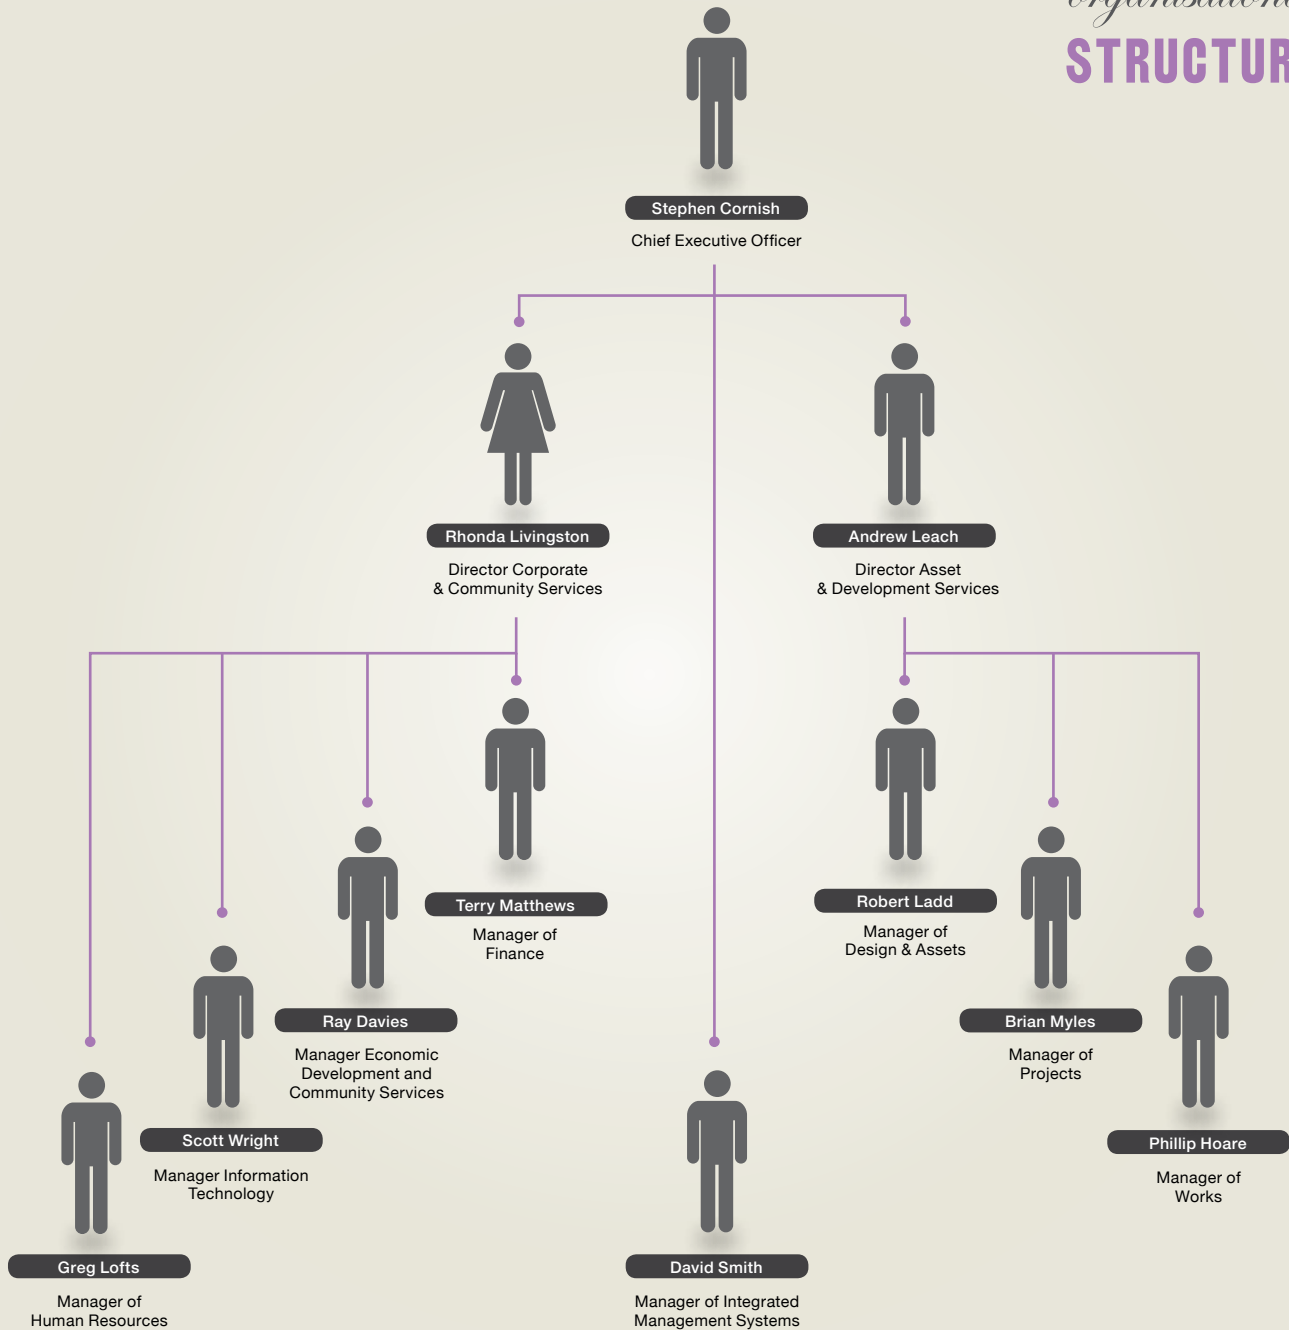 STRUCTUR
Stephen Cornish
Chief Executive Officer
Rhonda Livingston
Director Corporate
& Community Services
Andrew Leach
Director Asset
& Development Services
Terry Matthews
Manager of
Finance
Robert Ladd
Manager of
Design & Assets
Ray Davies
Manager Economic
Development and
Community Services
Brian Myles
Manager of
Projects
Scott Wright
Manager Information
Technology
Phillip Hoare
Manager of
Works
Greg Lofts
Manager of
Human Resources
David Smith
Manager of Integrated
Management Systems